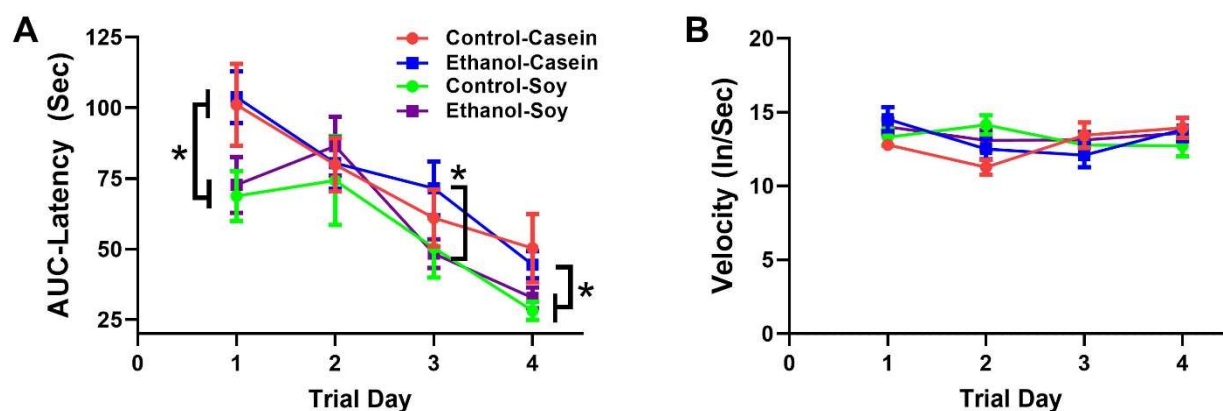 A
AUC-Latency (Sec)
125
100
75
50
25
0
1
2
3
4
Trial Day
Control-Casein
Ethanol-Casein
Control-Soy
Ethanol-Soy
*
*
*
B
Velocity (In/Sec)
20
15
10
5
0
0
1
2
3
4
Trial Day